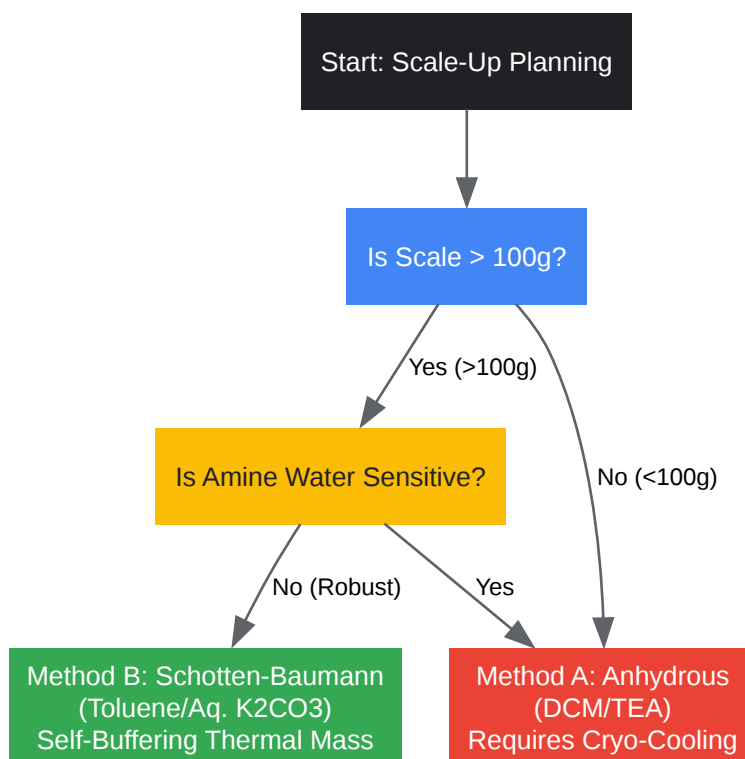 Start: Scale-Up Planning
Is Scale > 100g?
Yes (>100g)
Is Amine Water Sensitive?
No (<100g)
No (Robust)
Yes
Method B: Schotten-Baumann
(Toluene/Aq. K2CO3)
Self-Buffering Thermal Mass
Method A: Anhydrous
(DCM/TEA)
Requires Cryo-Cooling